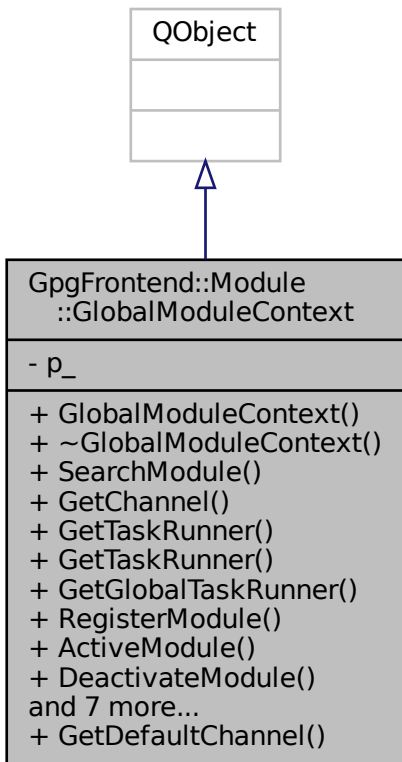 QObject
GpgFrontend::Module
::GlobalModuleContext
- p_
+ GlobalModuleContext()
+ ~GlobalModuleContext()
+ SearchModule()
+ GetChannel()
+ GetTaskRunner()
+ GetTaskRunner()
+ GetGlobalTaskRunner()
+ RegisterModule()
+ ActiveModule()
+ DeactivateModule()
and 7 more...
+ GetDefaultChannel()